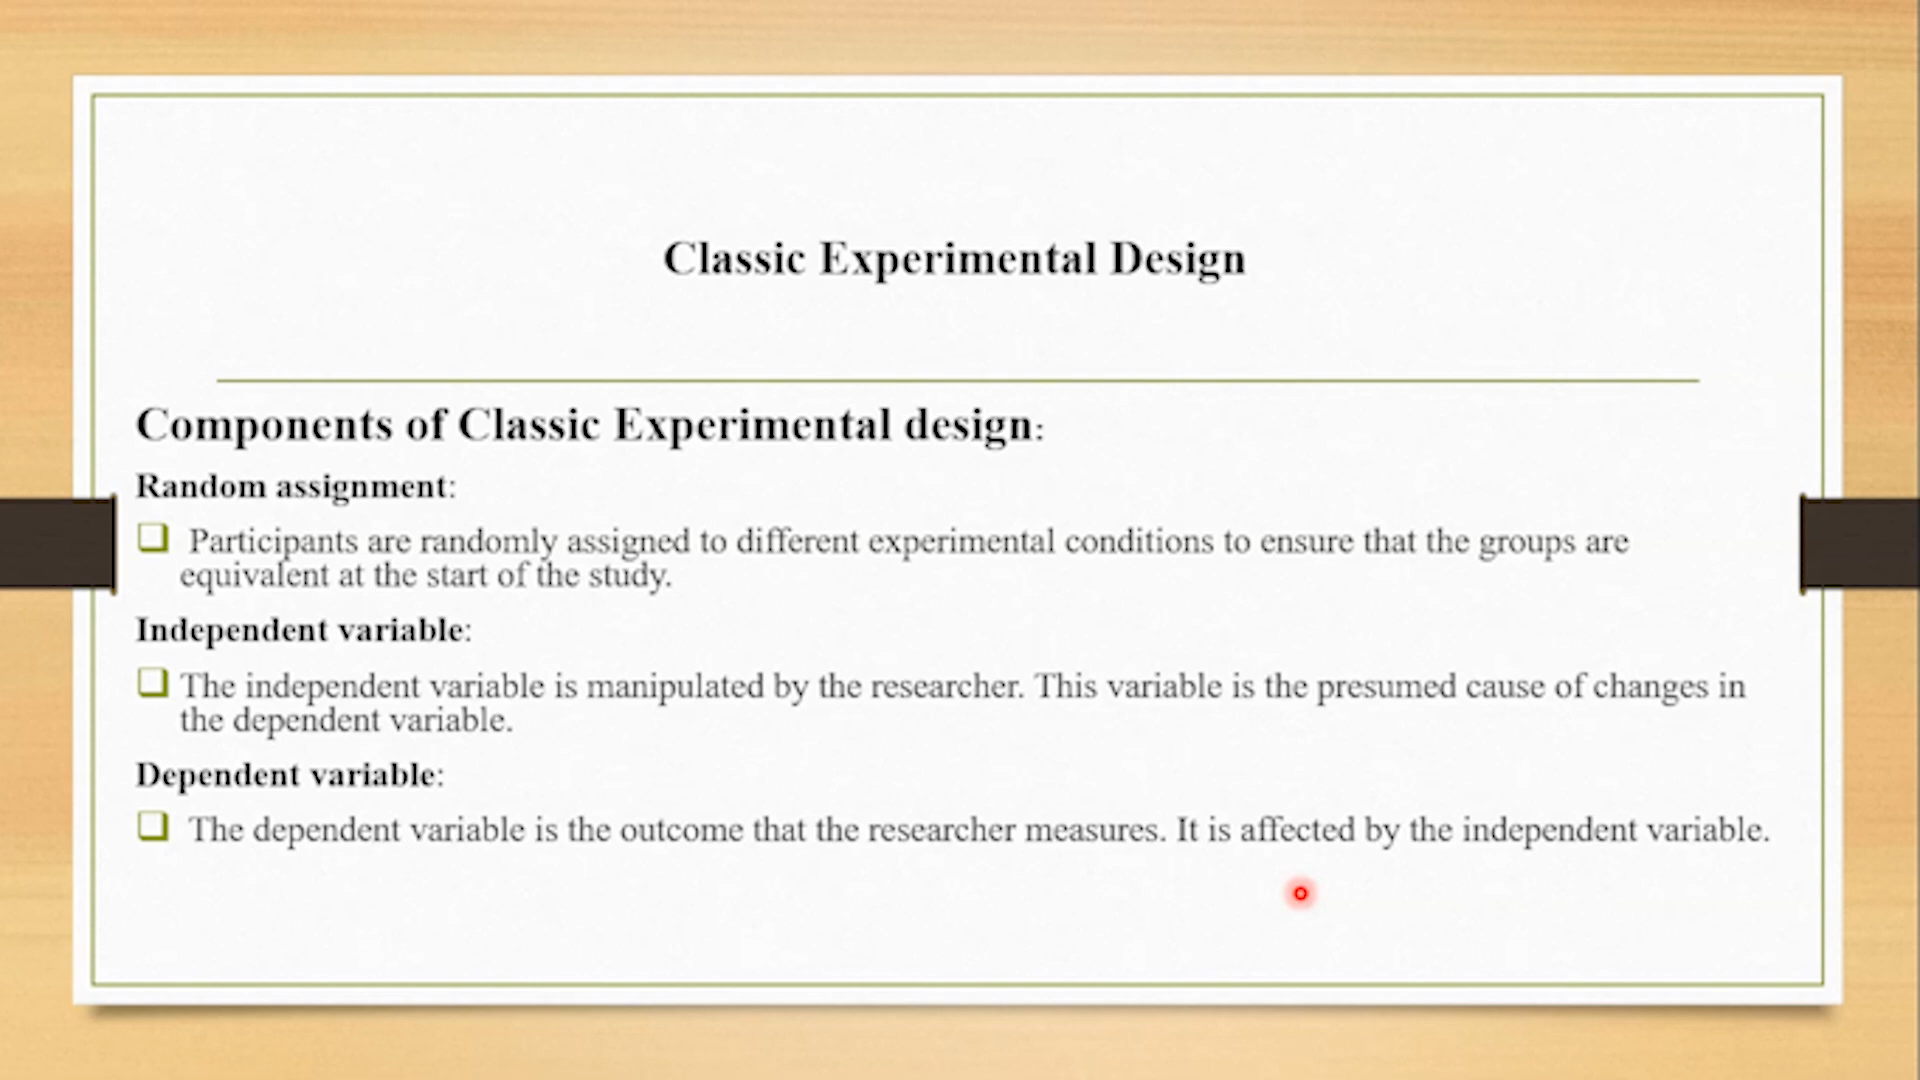 Classic Experimental Design
Components of Classic Experimental design:
Random assignment:
Participants are randomly assigned to different experimental conditions to ensure that the groups are
equivalent at the start of the study.
Independent variable:
The independent variable is manipulated by the researcher. This variable is the presumed cause of changes in
the dependent variable.
Dependent variable:
The dependent variable is the outcome that the researcher measures. It is affected by the independent variable.